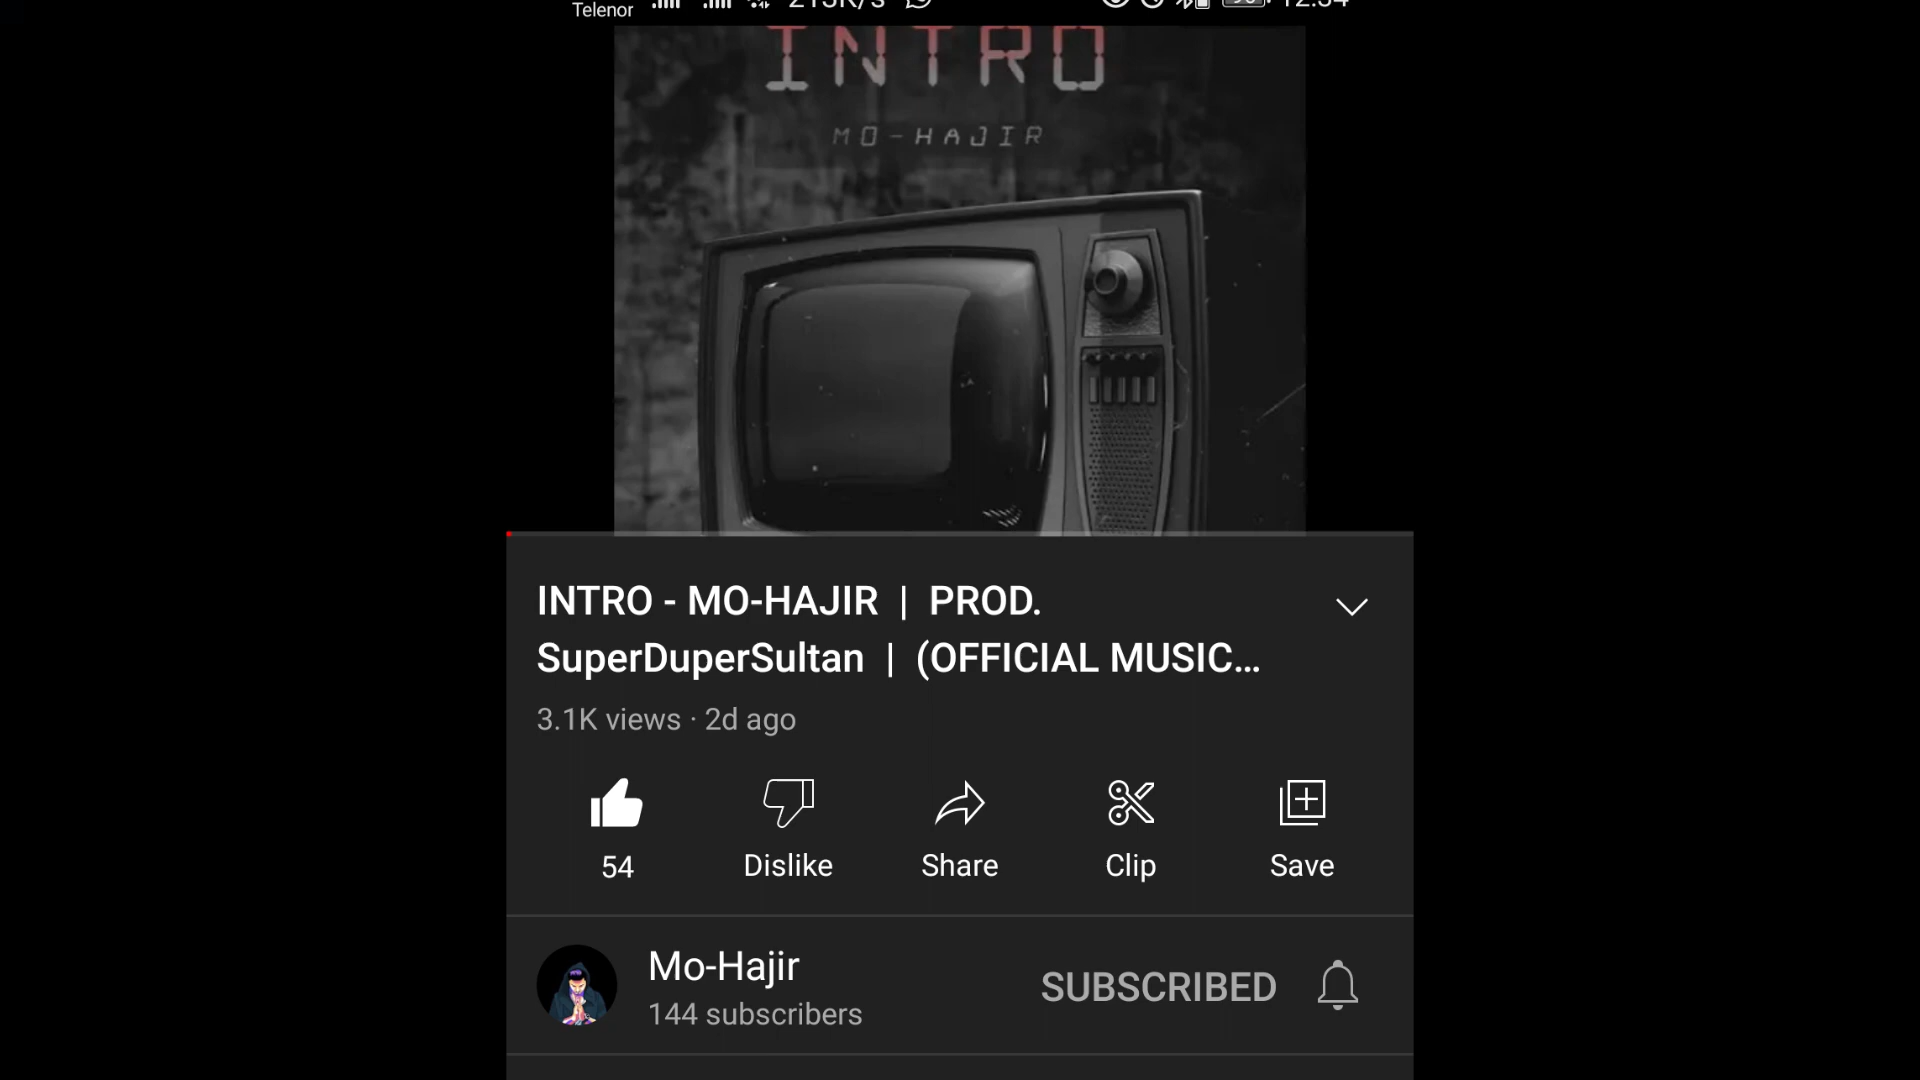 Telenor
INTRO
MO-HAJIR
INTRO - MO-HAJIR | PROD.
SuperDuperSultan | (OFFICIAL MUSIC...
3.1K views · 2d ago
54
Dislike
Share
Clip
Save
Mo-Hajir
144 subscribers
SUBSCRIBED